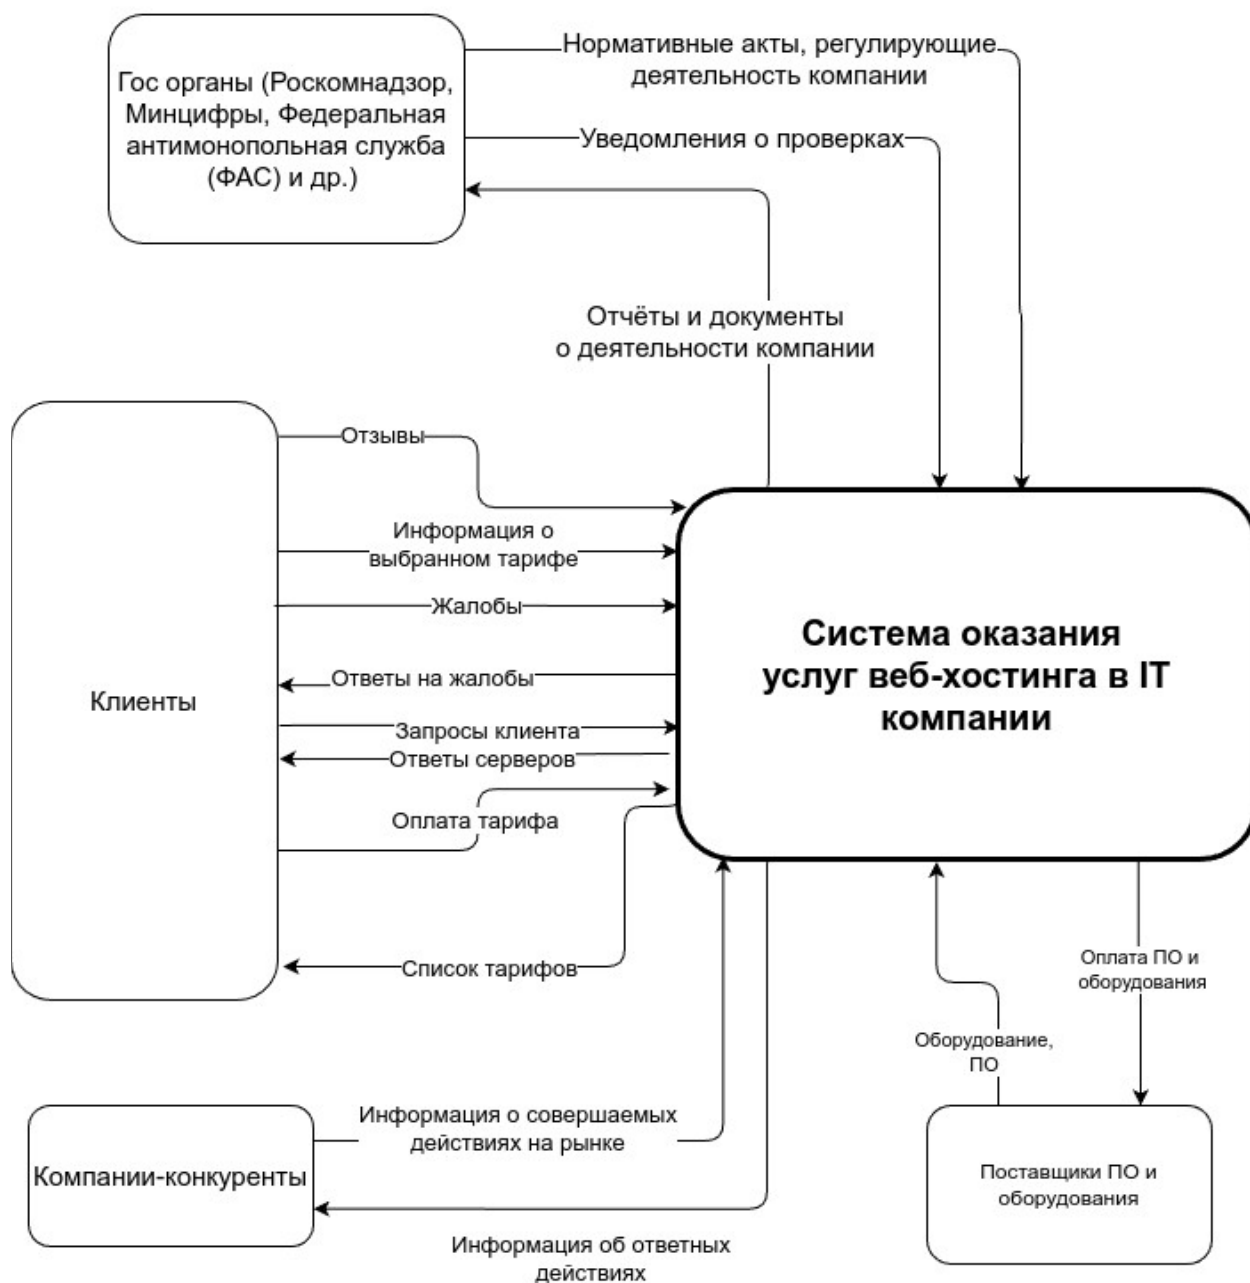 Нормативные акты, регулирующие
деятельность компании
Гос органы (Роскомнадзор,
Минцифры, Федеральная
антимонопольная служба
(ФАС) и др.)
Уведомления о проверках
Отчёты и документы
о деятельности компании
Отзывы
Информация о
выбранном тарифе
Жалобы
Клиенты
Ответы на жалобы
Запросы клиента
Ответы серверов
Оплата тарифа
Список тарифов
Система оказания
услуг веб-хостинга в IT
компании
Оплата ПО и
оборудования
Оборудование,
ПО
Информация о совершаемых
действиях на рынке
Компании-конкуренты
Поставщики ПО и
оборудования
Информация об ответных
действиях